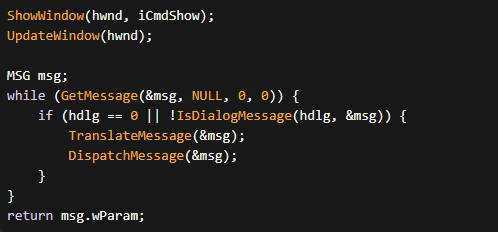 ShowWindow(hwnd, iCmdShow);
UpdateWindow(hwnd);

MSG msg;
while (GetMessage(&msg, NULL, 0, 0)) {
    if (hdlg == 0 || !IsDialogMessage(hdlg, &msg)) {
        TranslateMessage(&msg);
        DispatchMessage(&msg);
    }
}
return msg.wParam;